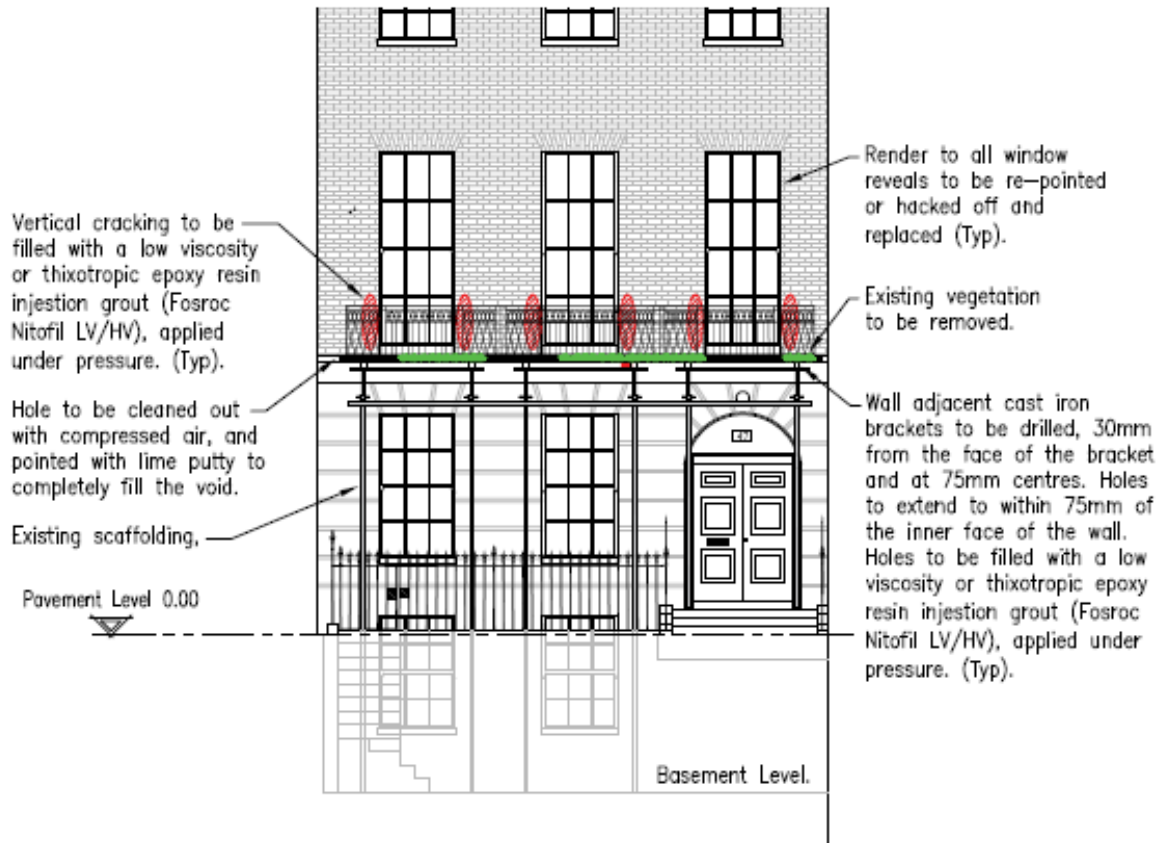 Vertical cracking to be
filled with a low viscosity
or thixotropic epoxy resin
injection grout (Fosroc
Nitofil LV/HV), applied
under pressure. (Typ).
Hole to be cleaned out
with compressed air, and
pointed with lime putty to
completely fill the void.
Existing scaffolding,
Pavement Level 0.00
Render to all window
reveals to be re-pointed
or hacked off and
replaced (Typ).
Existing vegetation
to be removed.
Wall adjacent cast iron
brackets to be drilled, 30mm
from the face of the bracket
and at 75mm centres. Holes
to extend to within 75mm of
the inner face of the wall.
Holes to be filled with a low
viscosity or thixotropic epoxy
resin injection grout (Fosroc
Nitofil LV/HV), applied under
pressure. (Typ).
47
Basement Level.